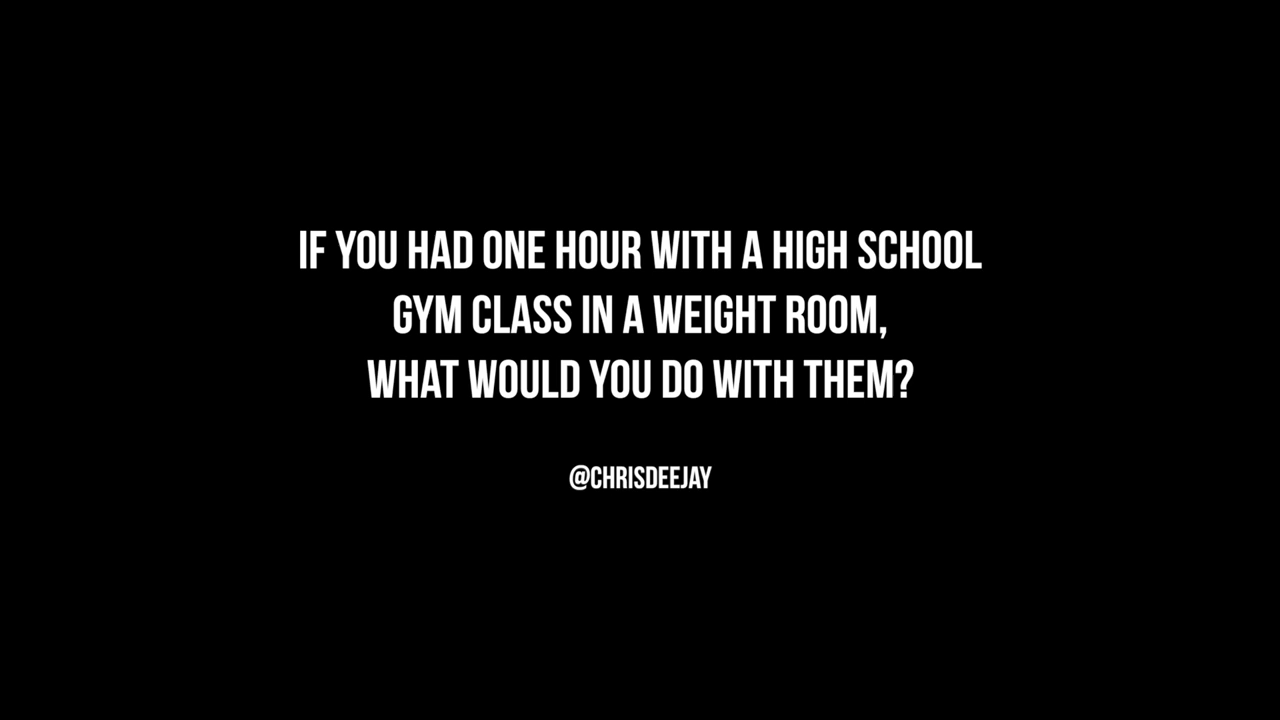 IF YOU HAD ONE HOUR WITH A HIGH SCHOOL
GYM CLASS IN A WEIGHT ROOM,
WHAT WOULD YOU DO WITH THEM?
@CHRISDEEJAY